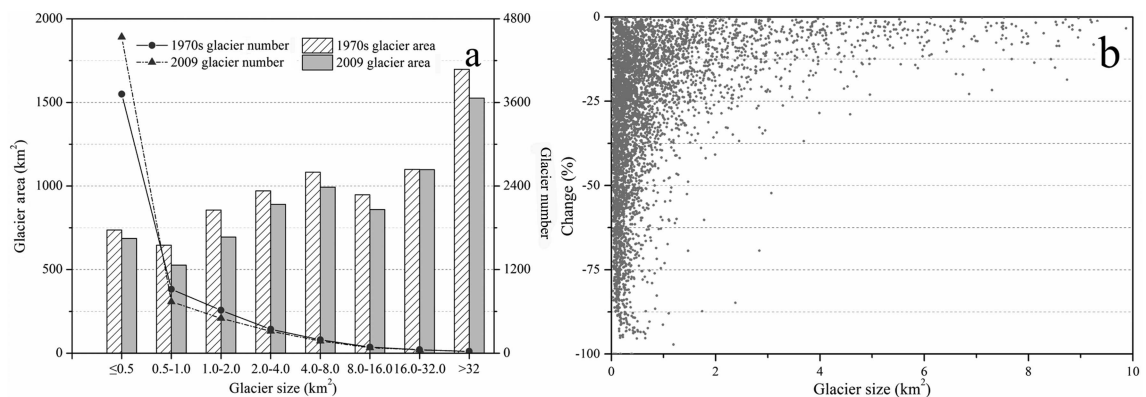 1970s glacier number
2009 glacier number
1970s glacier area
2009 glacier area
a
2000
1500
1000
500
0
Glacier area (km²)
4800
3600
2400
1200
0
Glacier number
≤0.5
0.5-1.0
1.0-2.0
2.0-4.0
4.0-8.0
8.0-16.0
16.0-32.0
>32
Glacier size (km²)
b
0
-25
-50
-75
-100
Change (%)
0
2
4
6
8
10
Glacier size (km²)